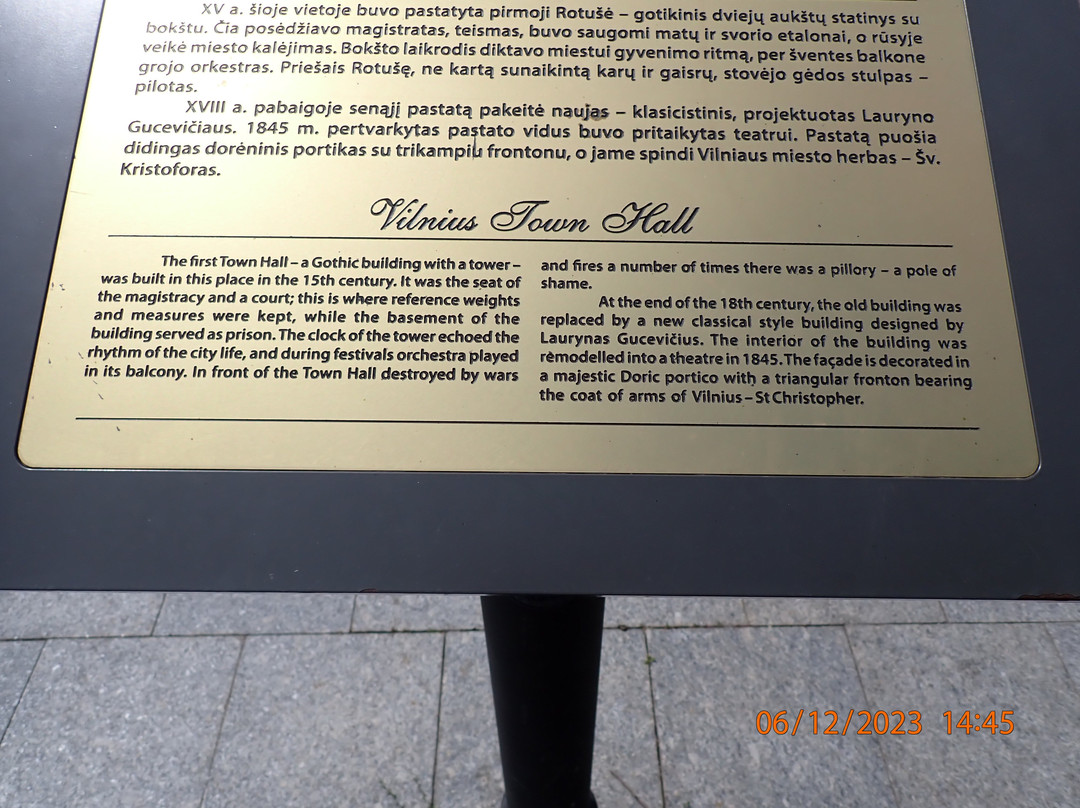 XV a. šioje vietoje buvo pastatyta pirmoji Rotušė – gotikinis dviejų aukštų statinys su
bokštu. Čia posėdžiavo magistratas, teismas, buvo saugomi matų ir svorio etalonai, o rūsyje
veikė miesto kalėjimas. Bokšto laikrodis diktavo miestui gyvenimo ritmą, per šventes balkone
grojo orkestras. Priešais Rotušę, ne kartą sunaikintą karų ir gaisrų, stovėjo gėdos stulpas –
pilotas.
XVIII a. pabaigoje senąjį pastatą pakeitė naujas – klasicistinis, projektuotas Lauryno
Gucevičiaus. 1845 m. pertvarkytas pastato vidus buvo pritaikytas teatrui. Pastatą puošia
didingas dorėninis portikas su trikampiu frontonu, o jame spindi Vilniaus miesto herbas – Šv.
Kristoforas.
Vilnius Town Hall
The first Town Hall – a Gothic building with a tower –
was built in this place in the 15th century. It was the seat of
the magistracy and a court; this is where reference weights
and measures were kept, while the basement of the
building served as prison. The clock of the tower echoed the
rhythm of the city life, and during festivals orchestra played
in its balcony. In front of the Town Hall destroyed by wars
and fires a number of times there was a pillory – a pole of
shame.
At the end of the 18th century, the old building was
replaced by a new classical style building designed by
Laurynas Gucevičius. The interior of the building was
remodelled into a theatre in 1845. The façade is decorated in
a majestic Doric portico with a triangular fronton bearing
the coat of arms of Vilnius – St Christopher.
06/12/2023 14:45